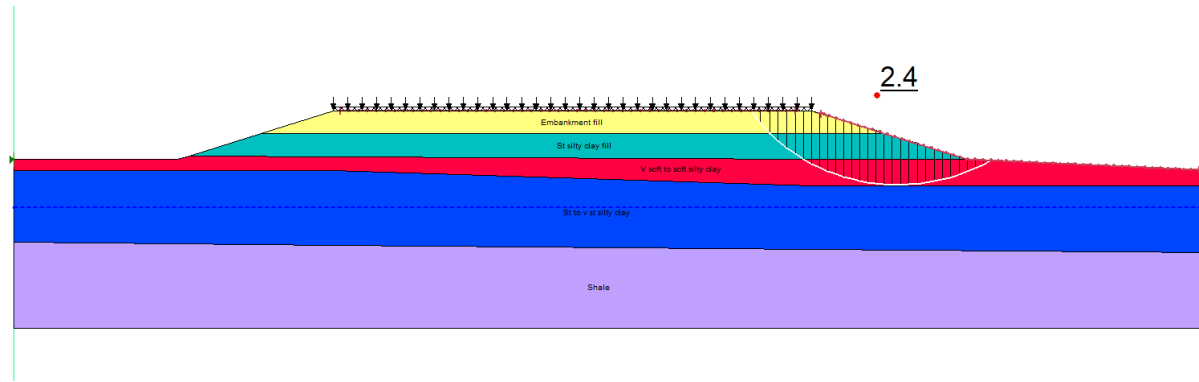 2.4
Embankment fill
St silty clay fill
V soft to soft silty clay
St to v st silty clay
Shale